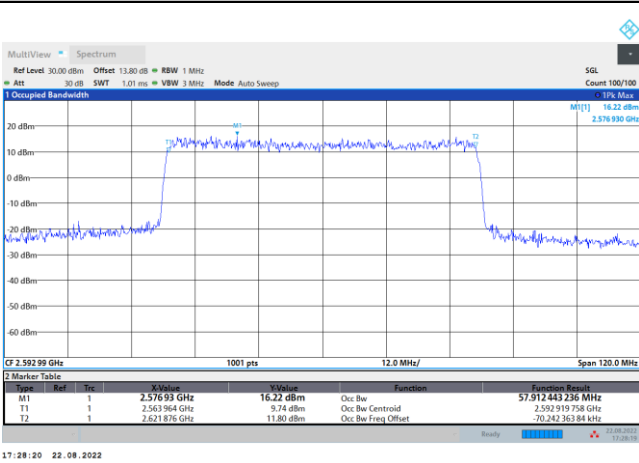 MultiView Spectrum
Ref Level 30.00 dBm Offset 13.80 dB RBW 1 MHz SGL
Att 30 dB SWT 1.01 ms VBW 3 MHz Mode Auto Sweep Count 100/100
1 Occupied Bandwidth 1Pk Max
M1[1] 16.22 dBm
2.576 930 GHz
M1
T1
T2
20 dBm
10 dBm
0 dBm
-10 dBm
-20 dBm
-30 dBm
-40 dBm
-50 dBm
-60 dBm
CF 2.592 99 GHz 1001 pts 12.0 MHz/ Span 120.0 MHz
2 Marker Table
Type Ref Trc X-Value Y-Value Function Function Result
M1 1 2.576 93 GHz 16.22 dBm Occ Bw 57.912 443 236 MHz
T1 1 2.563 964 GHz 9.74 dBm Occ Bw Centroid 2.592 919 758 GHz
T2 1 2.621 876 GHz 11.80 dBm Occ Bw Freq Offset -70.242 363 84 kHz
Ready 22.08.2022
17:28:19
17:28:20 22.08.2022